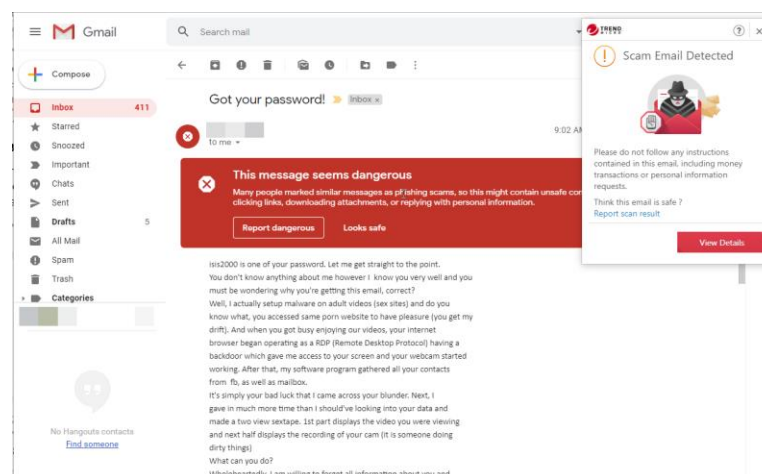 Gmail
Search mail
Compose
Inbox 411
Starred
Snoozed
Important
Chats
Sent
Drafts 5
All Mail
Spam
Trash
Categories
No Hangouts contacts
Find someone
Got your password!
Inbox x
9:02 AM
to me
This message seems dangerous
Many people marked similar messages as phishing scams, so this might contain unsafe
clicking links, downloading attachments, or replying with personal information.
Report dangerous Looks safe
isis2000 is one of your password. Let me get straight to the point.
You don't know anything about me however I know you very well and you
must be wondering why you're getting this email, correct?
Well, I actually setup malware on adult videos (sex sites) and do you
know what, you accessed same porn website to have pleasure (you get my
drift). And when you got busy enjoying our videos, your internet
browser began operating as a RDP (Remote Desktop Protocol) having a
backdoor which gave me access to your screen and your webcam started
working. After that, my software program gathered all your contacts
from fb, as well as mailbox.
It's simply your bad luck that I came across your blunder. Next, I
gave in much more time than I should've looking into your data and
made a two view sextape. 1st part displays the video you were viewing
and next half displays the recording of your cam (it is someone doing
dirty things)
What can you do?
Wholeheartedly, I am willing to forget all information about you and
TREND MICRO
Scam Email Detected
Please do not follow any instructions
contained in this email, including money
transactions or personal information
requests.
Think this email is safe ?
Report scan result
View Details